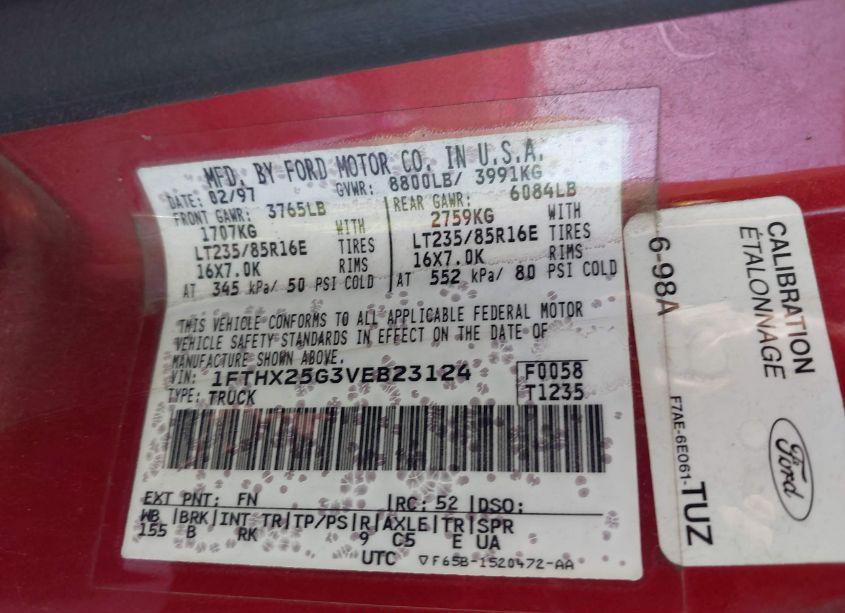 MFD. BY FORD MOTOR CO. IN U.S.A.
DATE: 02/97 GVWR: 8800LB/ 3991KG
FRONT GAWR: 3765LB REAR GAWR: 6084LB
1707KG WITH 2759KG WITH
LT235/85R16E TIRES LT235/85R16E TIRES
16X7.0K RIMS 16X7.0K RIMS
AT 345 kPa/ 50 PSI COLD AT 552 kPa/ 80 PSI COLD
THIS VEHICLE CONFORMS TO ALL APPLICABLE FEDERAL MOTOR
VEHICLE SAFETY STANDARDS IN EFFECT ON THE DATE OF
MANUFACTURE SHOWN ABOVE.
VIN: 1FTHX25G3VEB23124 F0058
TYPE: TRUCK T1235
EXT PNT: FN |RC: 52 |DSO:
WB |BRK|INT TR|TP/PS|R|AXLE|TR|SPR
155 B RK 9 C5 E UA
UTC ▽F65B-1520472-AA
CALIBRATION
ÉTALONNAGE
6-98A
F7AE-6E061-TUZ
Ford